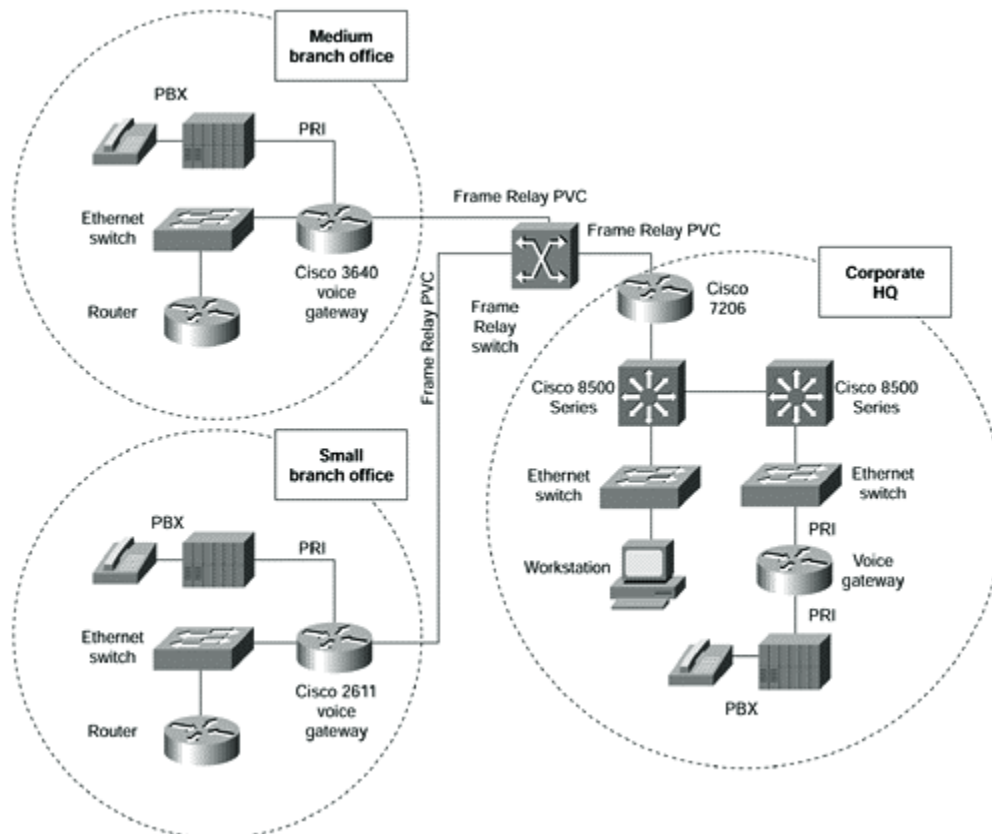 Medium
branch office
PBX
PRI
Ethernet
switch
Cisco 3640
voice
gateway
Router
Frame Relay PVC
Frame Relay PVC
Frame Relay PVC
Frame
Relay
switch
Small
branch office
PBX
PRI
Ethernet
switch
Cisco 2611
voice
gateway
Router
Corporate
HQ
Cisco
7206
Cisco 8500
Series
Cisco 8500
Series
Ethernet
switch
Ethernet
switch
PRI
Workstation
Voice
gateway
PRI
PBX